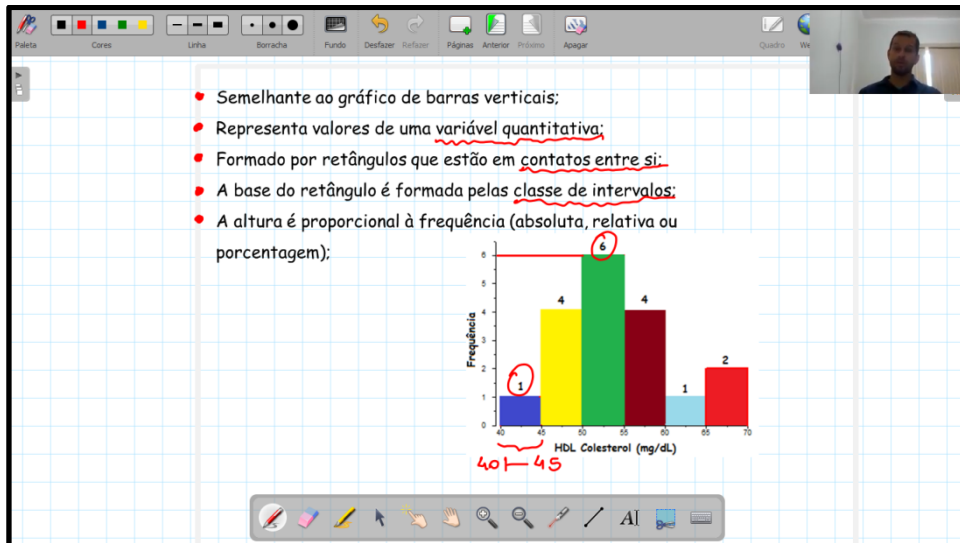 Paleta Cores Linha Borracha Fundo Desfazer Refazer Páginas Anterior Próximo Apagar Quadro
Semelhante ao gráfico de barras verticais;
Representa valores de uma variável quantitativa;
Formado por retângulos que estão em contatos entre si;
A base do retângulo é formada pelas classe de intervalos;
A altura é proporcional à frequência (absoluta, relativa ou
porcentagem);
Frequência
6
5
4
3
2
1
0
1 4 6 4 1 2
40 45 50 55 60 65 70
HDL Colesterol (mg/dL)
40 45
AI